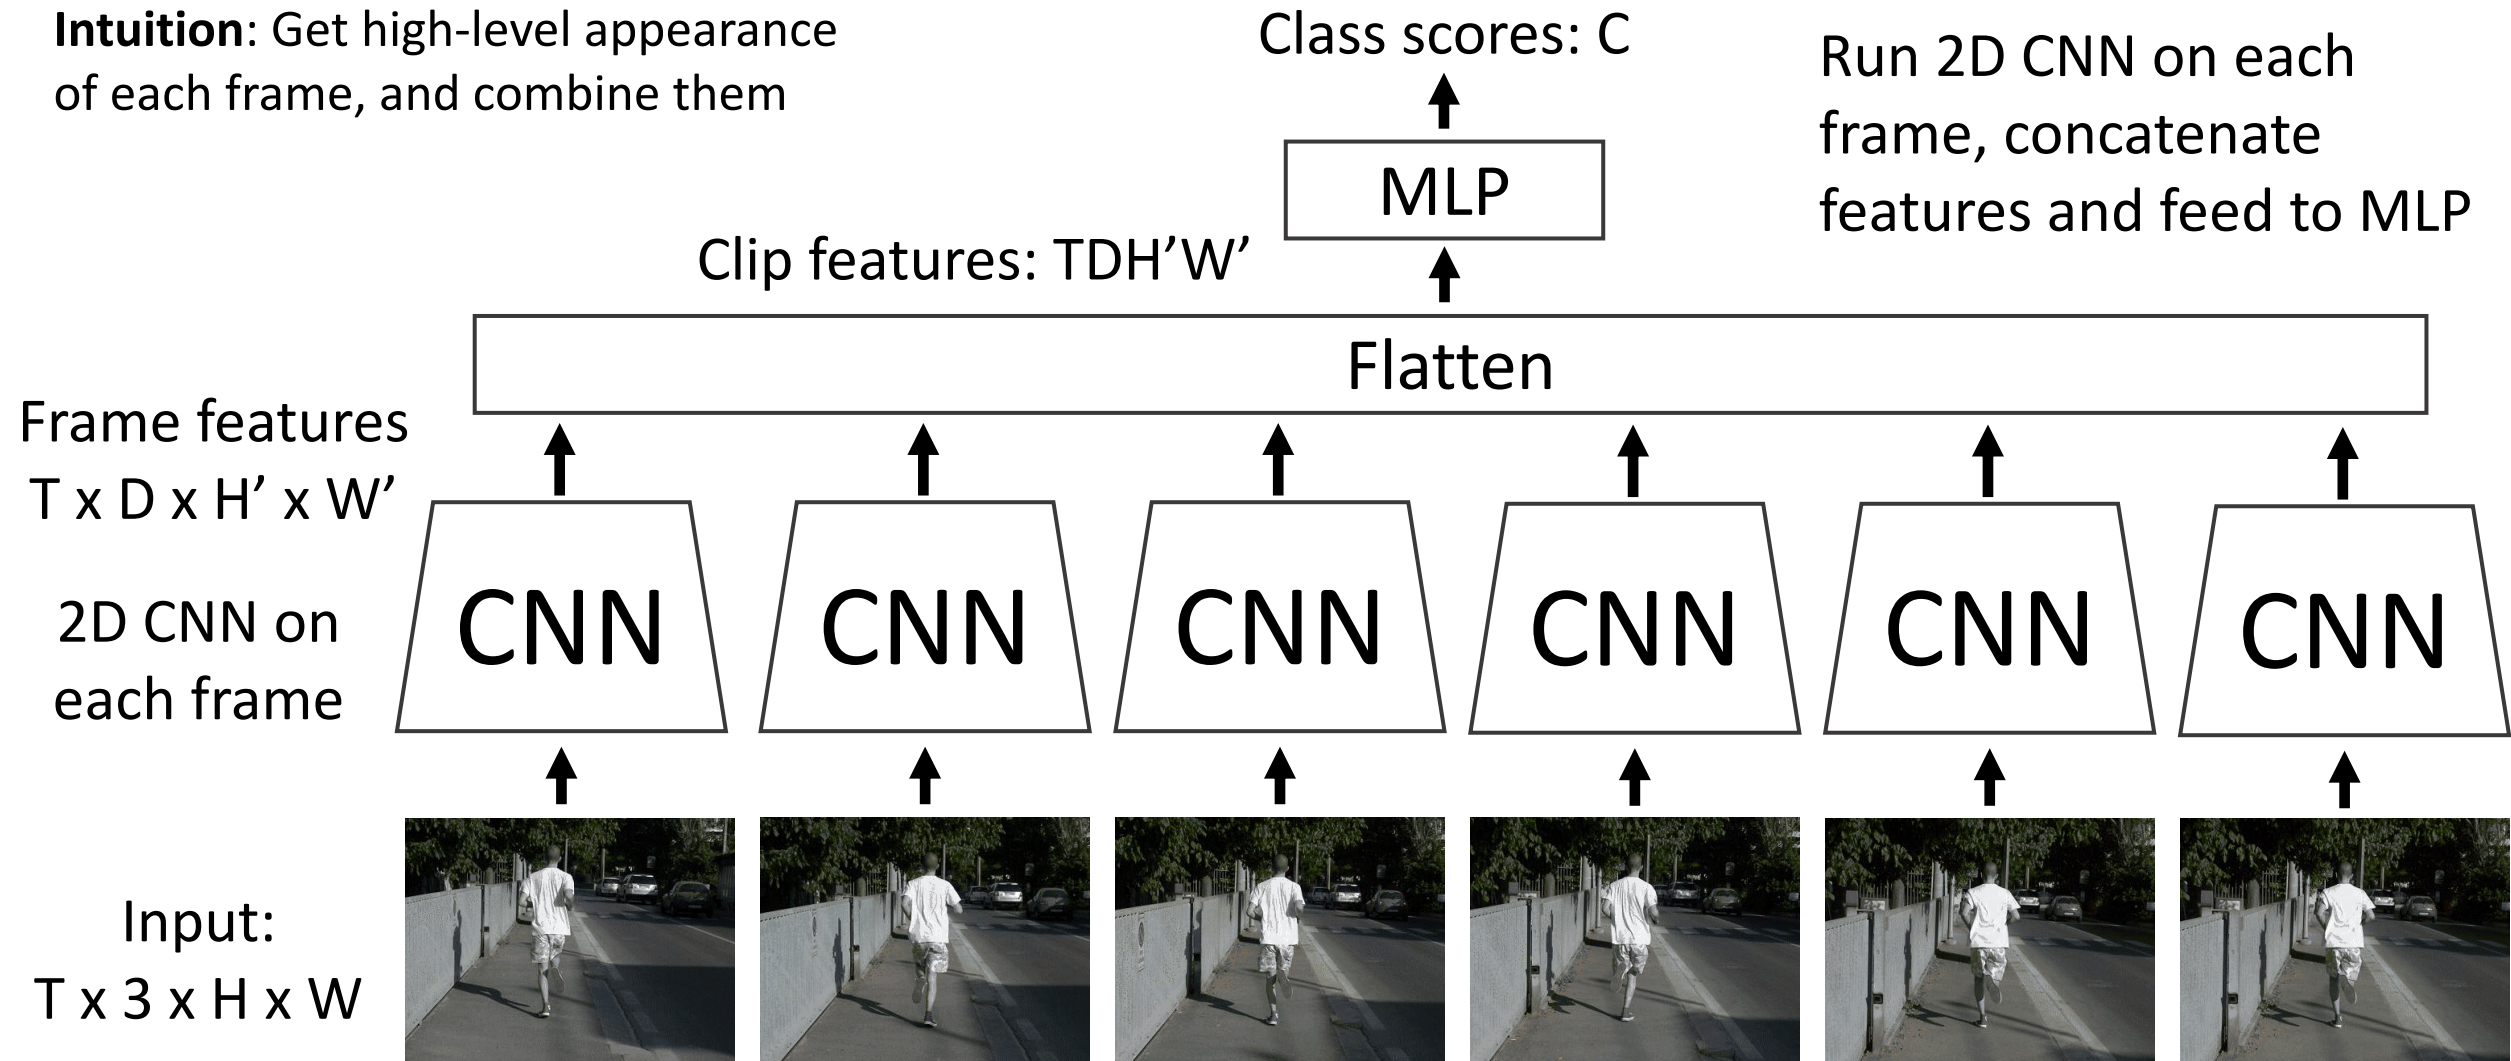 Intuition: Get high-level appearance
of each frame, and combine them
Class scores: C
Run 2D CNN on each
frame, concatenate
features and feed to MLP
MLP
Clip features: TDH’W’
Flatten
Frame features
T x D x H’ x W’
CNN CNN CNN CNN CNN CNN
2D CNN on
each frame
Input:
T x 3 x H x W